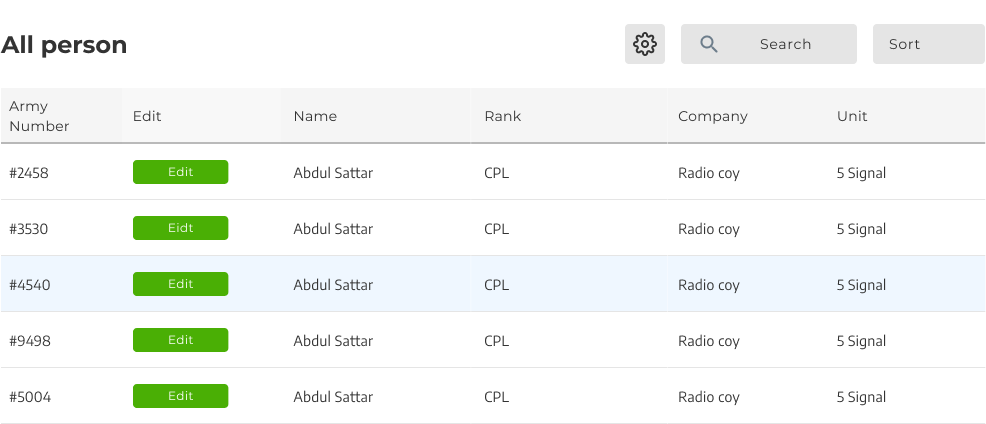 All person
Search
Sort
Army
Number
Edit
Name
Rank
Company
Unit
#2458 Edit Abdul Sattar CPL Radio coy 5 Signal
#3530 Eidt Abdul Sattar CPL Radio coy 5 Signal
#4540 Edit Abdul Sattar CPL Radio coy 5 Signal
#9498 Edit Abdul Sattar CPL Radio coy 5 Signal
#5004 Edit Abdul Sattar CPL Radio coy 5 Signal